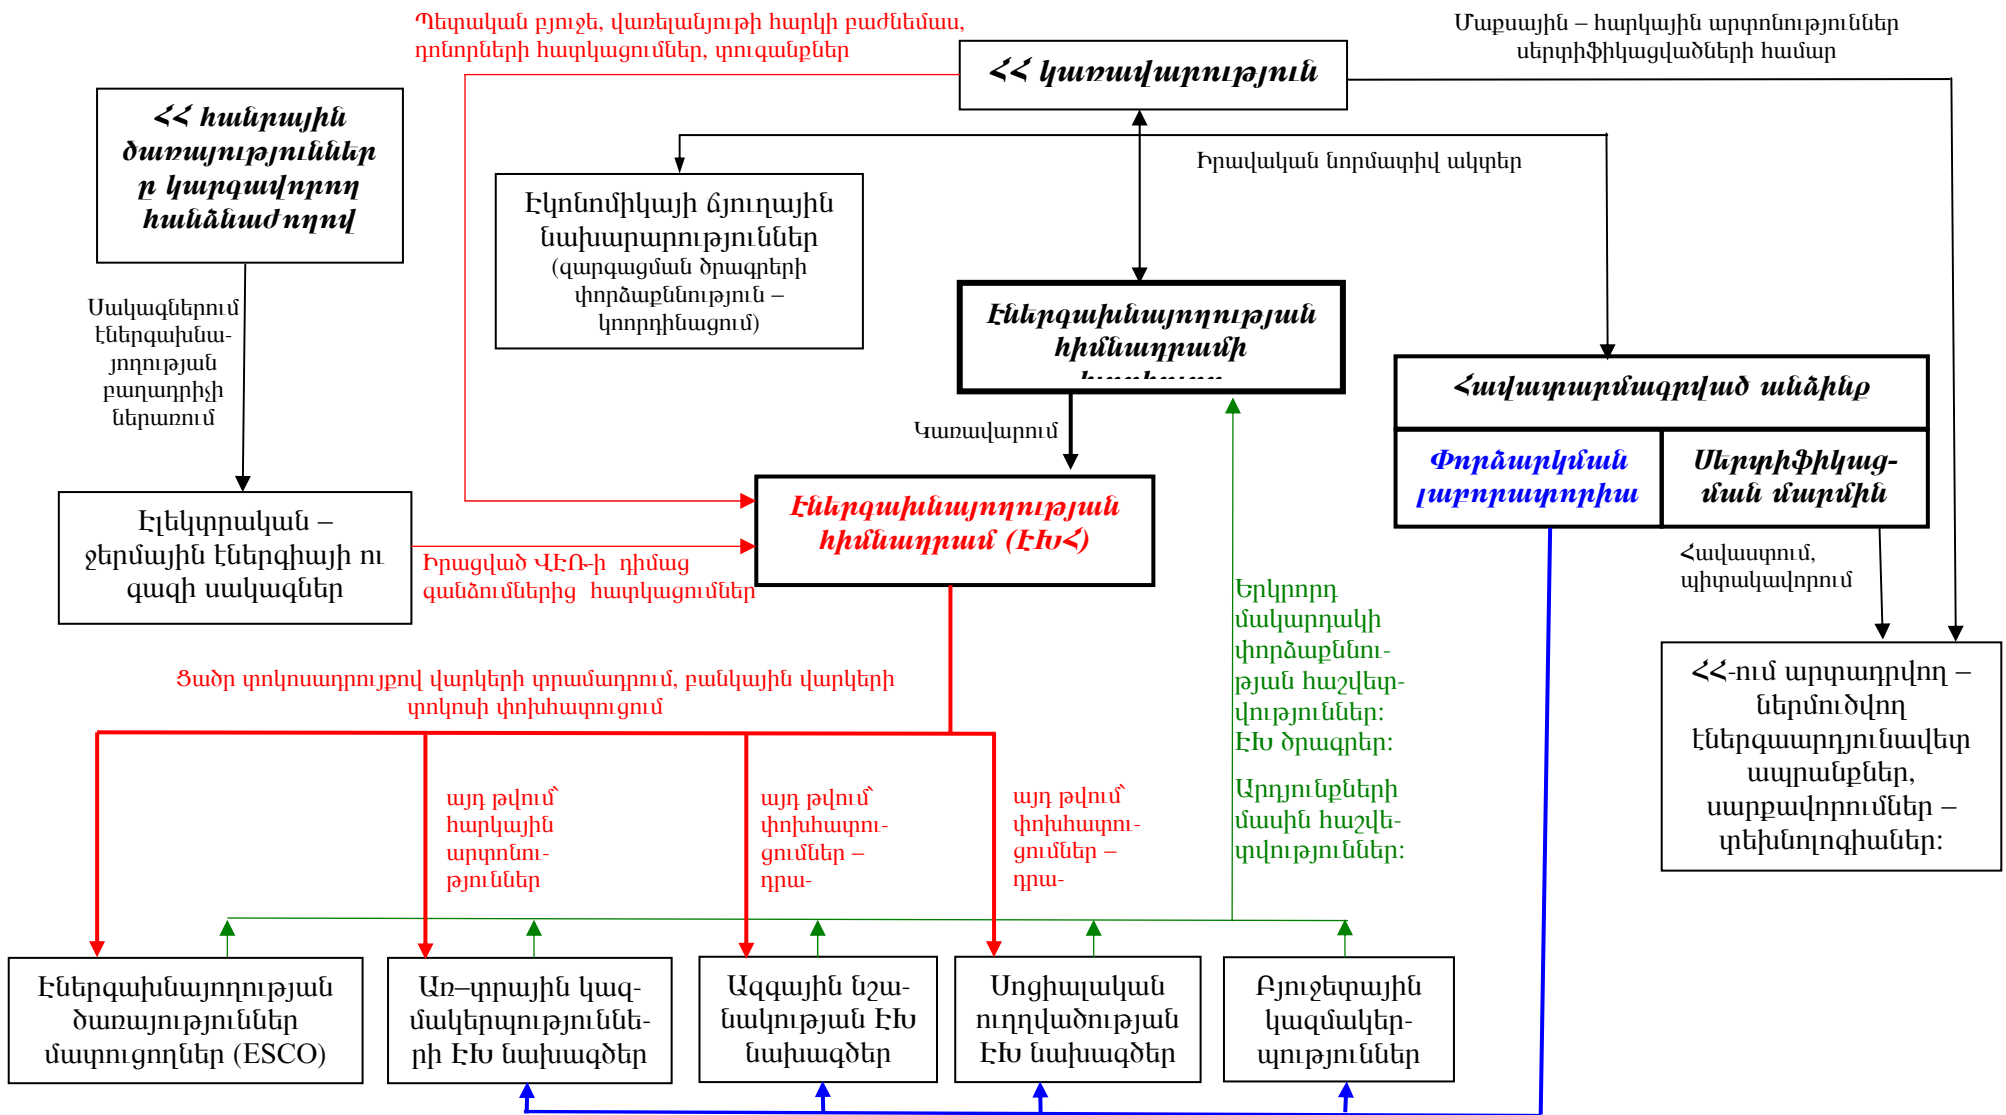 Պետական բյուջե, վառելանյութի հարկի բաժնեմաս,
դոնորների հատկացումներ, տուգանքներ
Մաքսային – հարկային արտոնություններ
սերտիֆիկացվածների համար
ՀՀ կառավարություն
ՀՀ հանրային
ծառայություններ
ը կարգավորող
հանձնաժողով
Իրավական նորմատիվ ակտեր
Էկոնոմիկայի ճյուղային
նախարարություններ
(զարգացման ծրագրերի
փորձաքննություն –
կոորդինացում)
Էներգախնայողության
հիմնադրամի
Սակագներում
էներգախնա-
յողության
բաղադրիչի
ներառում
Հավատարմագրված անձինք
Փորձարկման
լաբորատորիա
Սերտիֆիկաց-
ման մարմին
Կառավարում
Էներգախնայողության
հիմնադրամ (ԷԽՀ)
Էլեկտրական –
ջերմային էներգիայի ու
գազի սակագներ
Իրացված ՎԷՌ-ի դիմաց
գանձումներից հատկացումներ
Հավաստում,
պիտակավորում
Երկրորդ
մակարդակի
փորձաքննու-
թյան հաշվետ-
վություններ:
ԷԽ ծրագրեր:
Արդյունքների
մասին հաշվե-
տվություններ:
ՀՀ-ում արտադրվող –
ներմուծվող
էներգաարդյունավետ
ապրանքներ,
սարքավորումներ –
տեխնոլոգիաներ:
Ցածր տոկոսադրույքով վարկերի տրամադրում, բանկային վարկերի
տոկոսի փոխհատուցում
այդ թվում՝
հարկային
արտոնու-
թյուններ
այդ թվում՝
փոխհատու-
ցումներ –
դրա-
այդ թվում՝
փոխհատու-
ցումներ –
դրա-
Էներգախնայողության
ծառայություններ
մատուցողներ (ESCO)
Առ–տրային կազ-
մակերպություննե-
րի ԷԽ նախագծեր
Ազգային նշա-
նակության ԷԽ
նախագծեր
Սոցիալական
ուղղվածության
ԷԽ նախագծեր
Բյուջետային
կազմակեր-
պություններ